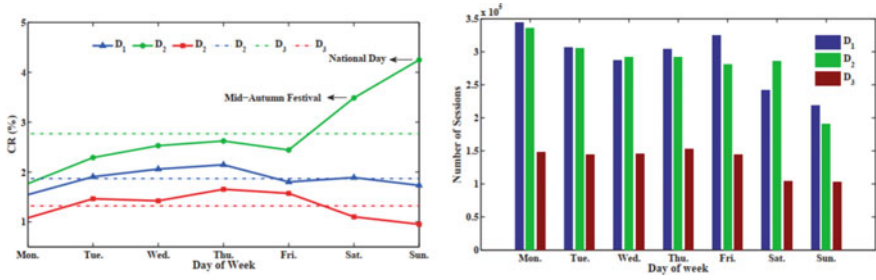 5
4
3
2
1
CR (%)
D1 D2 D2 D2 D3 D3
National Day
Mid-Autumn Festival
Mon. Tue. Wed. Thu. Fri. Sat. Sun.
Day of Week
x 10^5
3.5
3
2.5
2
1.5
1
0.5
0
Number of Sessions
D1
D2
D3
Mon. Tue. Wed. Thu. Fri. Sat. Sun.
Day of week